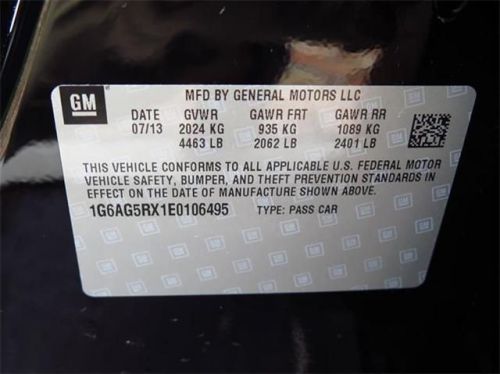 GM
MFD BY GENERAL MOTORS LLC
DATE GVWR GAWR FRT GAWR RR
07/13 2024 KG 935 KG 1089 KG
4463 LB 2062 LB 2401 LB
THIS VEHICLE CONFORMS TO ALL APPLICABLE U.S. FEDERAL MOTOR
VEHICLE SAFETY, BUMPER, AND THEFT PREVENTION STANDARDS IN
EFFECT ON THE DATE OF MANUFACTURE SHOWN ABOVE.
1G6AG5RX1E0106495 TYPE: PASS CAR